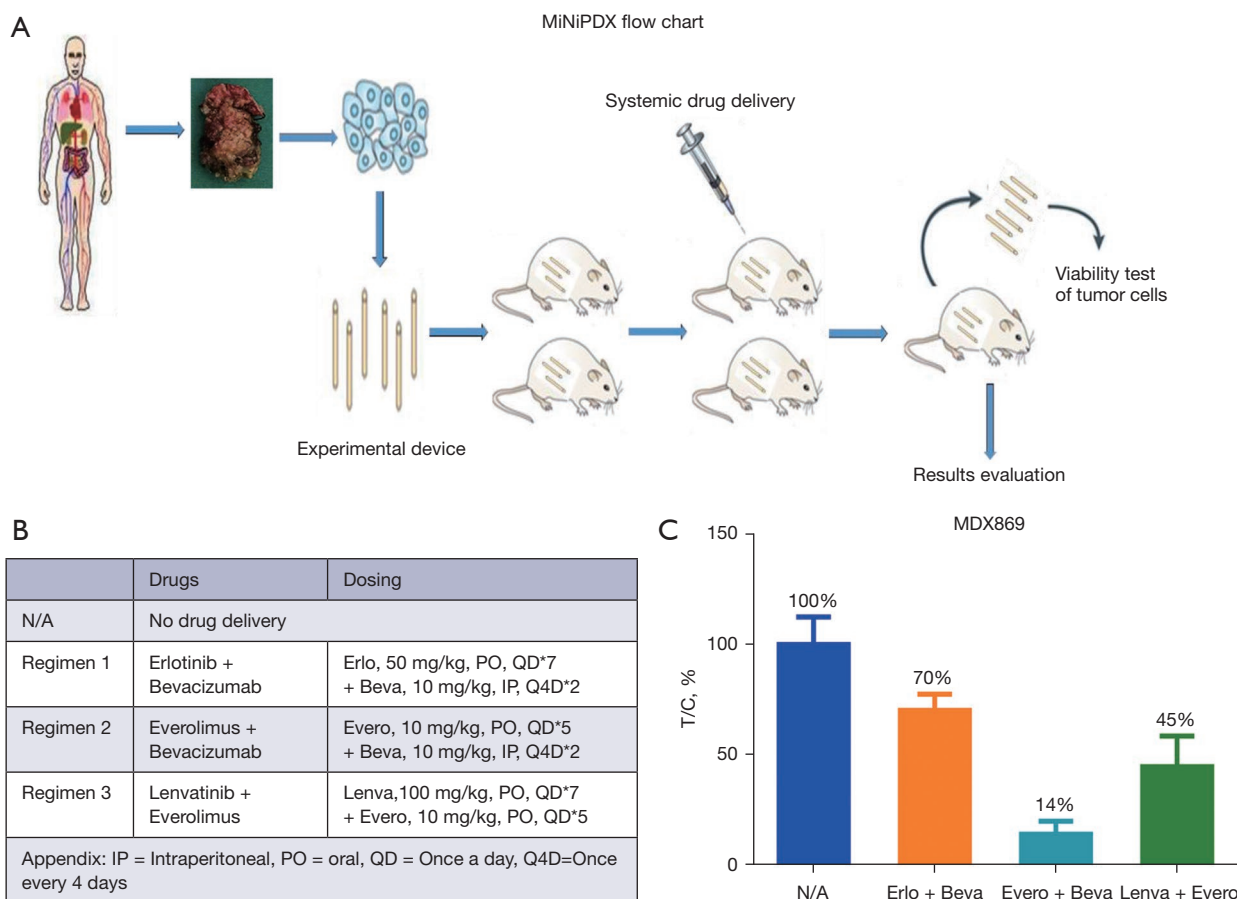 A
MiNiPDX flow chart
Systemic drug delivery
Viability test
of tumor cells
Experimental device
Results evaluation
B
Drugs
Dosing
N/A
No drug delivery
Regimen 1
Erlotinib +
Bevacizumab
Erlo, 50 mg/kg, PO, QD*7
+ Beva, 10 mg/kg, IP, Q4D*2
Regimen 2
Everolimus +
Bevacizumab
Evero, 10 mg/kg, PO, QD*5
+ Beva, 10 mg/kg, IP, Q4D*2
Regimen 3
Lenvatinib +
Everolimus
Lenva,100 mg/kg, PO, QD*7
+ Evero, 10 mg/kg, PO, QD*5
Appendix: IP = Intraperitoneal, PO = oral, QD = Once a day, Q4D=Once
every 4 days
C
MDX869
T/C, %
150
100
50
0
100%
70%
14%
45%
N/A
Erlo + Beva
Evero + Beva
Lenva + Evero